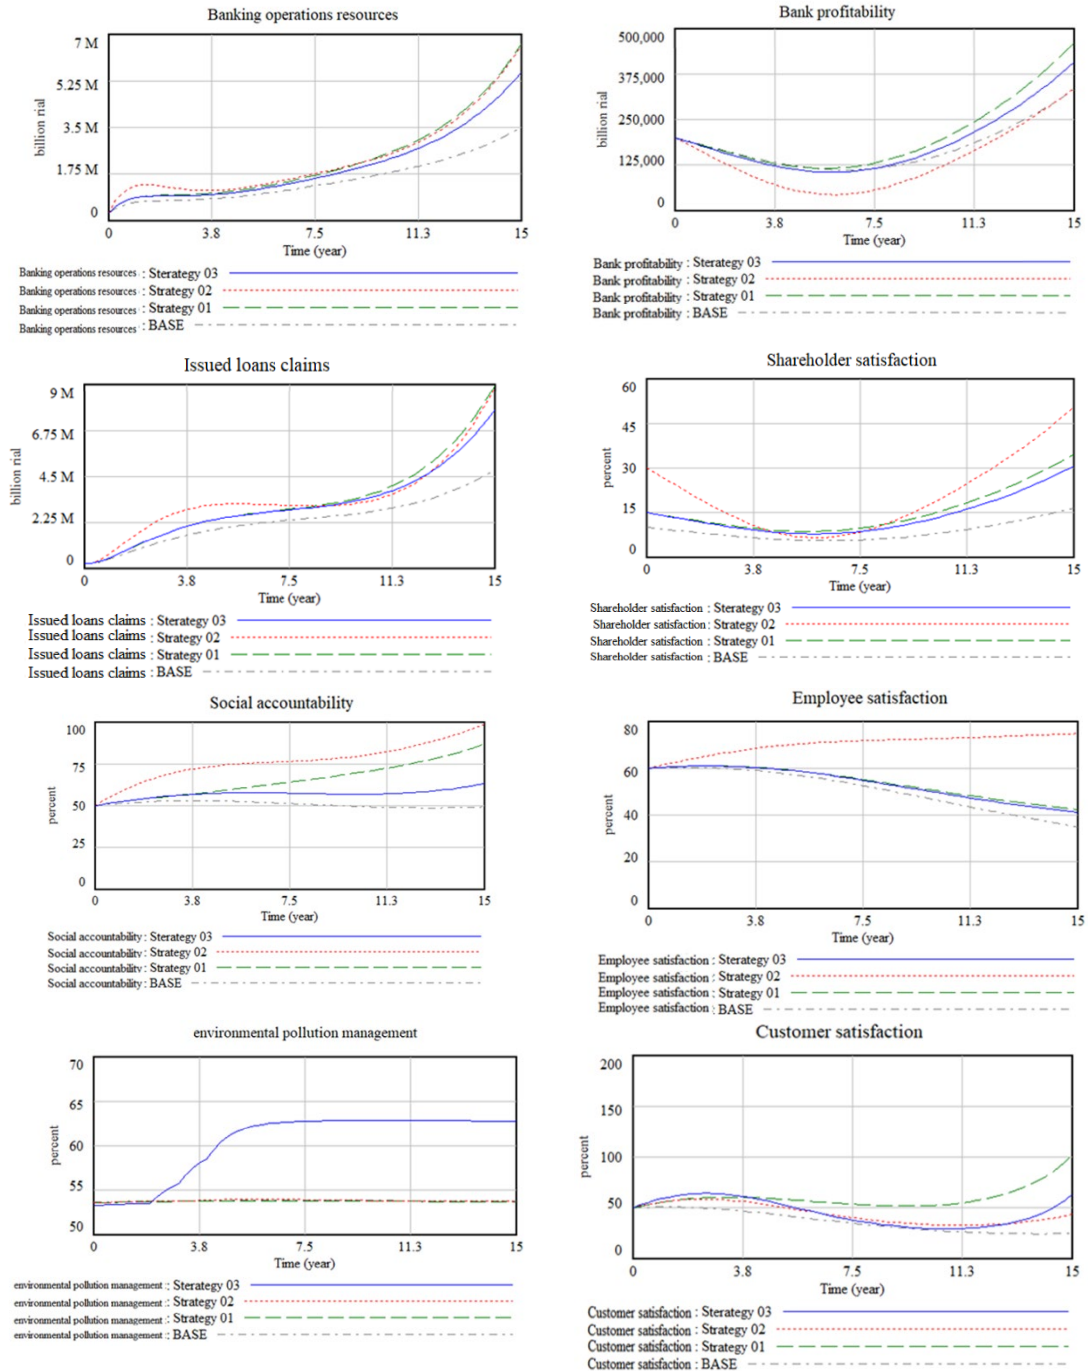 Banking operations resources
7 M
5.25 M
3.5 M
1.75 M
0
billion rial
0 3.8 7.5 11.3 15
Time (year)
Banking operations resources : Sterategy 03
Banking operations resources : Strategy 02
Banking operations resources : Strategy 01
Banking operations resources : BASE
Bank profitability
500,000
375,000
250,000
125,000
0
billion rial
0 3.8 7.5 11.3 15
Time (year)
Bank profitability : Sterategy 03
Bank profitability : Strategy 02
Bank profitability : Strategy 01
Bank profitability : BASE
Issued loans claims
9 M
6.75 M
4.5 M
2.25 M
0
billion rial
0 3.8 7.5 11.3 15
Time (year)
Issued loans claims : Sterategy 03
Issued loans claims : Strategy 02
Issued loans claims : Strategy 01
Issued loans claims : BASE
Shareholder satisfaction
60
45
30
15
0
percent
0 3.8 7.5 11.3 15
Time (year)
Shareholder satisfaction : Sterategy 03
Shareholder satisfaction : Strategy 02
Shareholder satisfaction : Strategy 01
Shareholder satisfaction : BASE
Social accountability
100
75
50
25
0
percent
0 3.8 7.5 11.3 15
Time (year)
Social accountability : Sterategy 03
Social accountability : Strategy 02
Social accountability : Strategy 01
Social accountability : BASE
Employee satisfaction
80
60
40
20
0
percent
0 3.8 7.5 11.3 15
Time (year)
Employee satisfaction : Sterategy 03
Employee satisfaction : Strategy 02
Employee satisfaction : Strategy 01
Employee satisfaction : BASE
environmental pollution management
70
65
60
55
50
percent
0 3.8 7.5 11.3 15
Time (year)
environmental pollution management : Sterategy 03
environmental pollution management : Strategy 02
environmental pollution management : Strategy 01
environmental pollution management : BASE
Customer satisfaction
200
150
100
50
0
percent
0 3.8 7.5 11.3 15
Time (year)
Customer satisfaction : Sterategy 03
Customer satisfaction : Strategy 02
Customer satisfaction : Strategy 01
Customer satisfaction : BASE